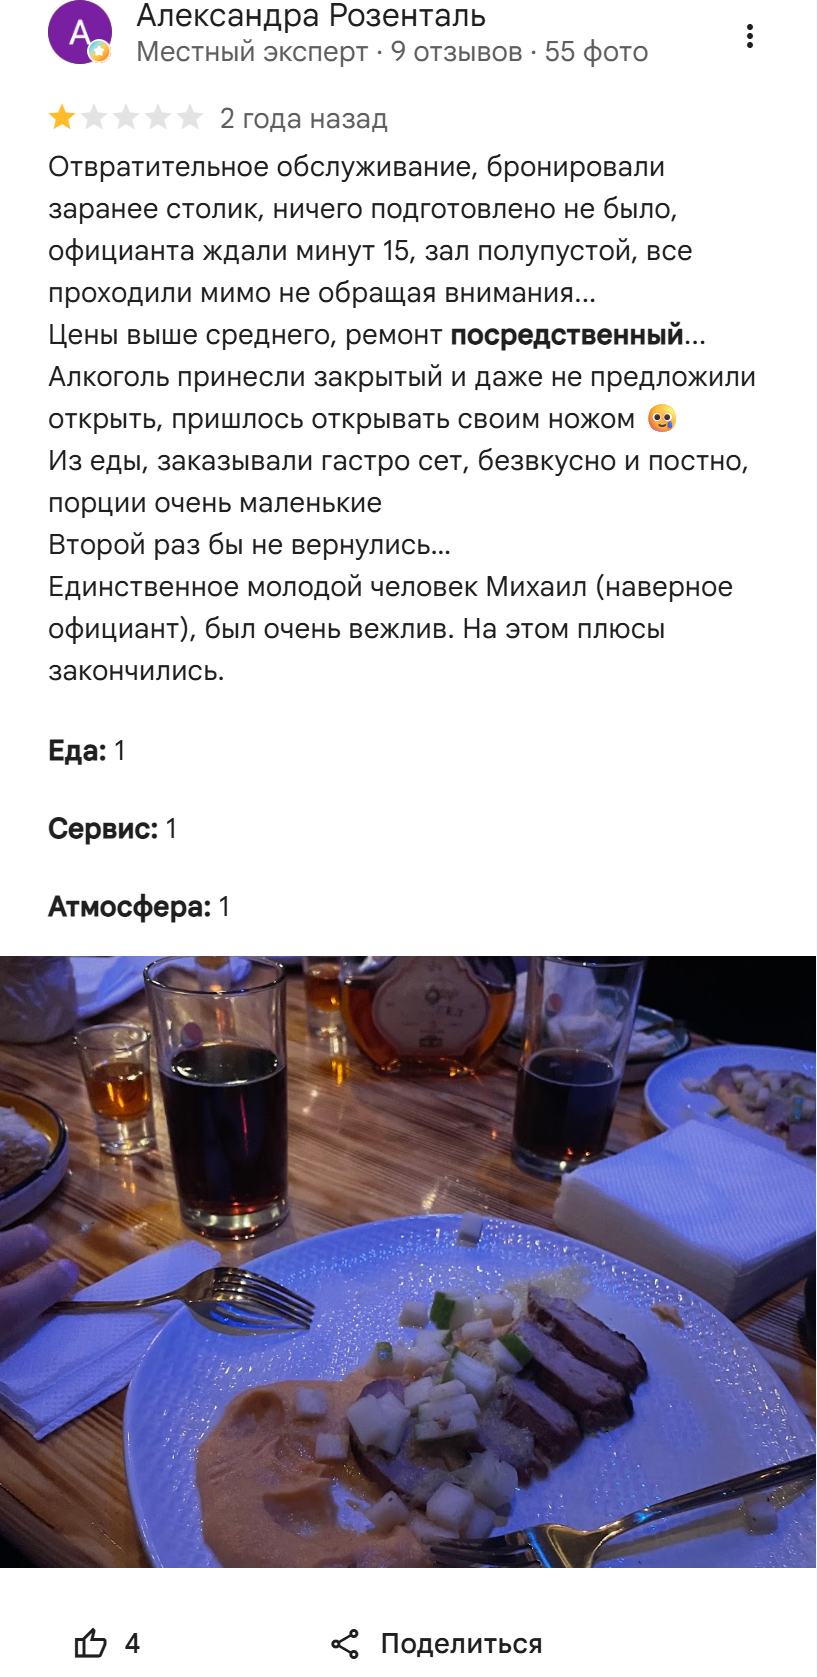 Александра Розенталь
А
Местный эксперт · 9 отзывов · 55 фото
2 года назад
Отвратительное обслуживание, бронировали
заранее столик, ничего подготовлено не было,
официанта ждали минут 15, зал полупустой, все
проходили мимо не обращая внимания...
Цены выше среднего, ремонт посредственный...
Алкоголь принесли закрытый и даже не предложили
открыть, пришлось открывать своим ножом 🥲
Из еды, заказывали гастро сет, безвкусно и постно,
порции очень маленькие
Второй раз бы не вернулись...
Единственное молодой человек Михаил (наверное
официант), был очень вежлив. На этом плюсы
закончились.
Еда: 1
Сервис: 1
Атмосфера: 1
4
Поделиться